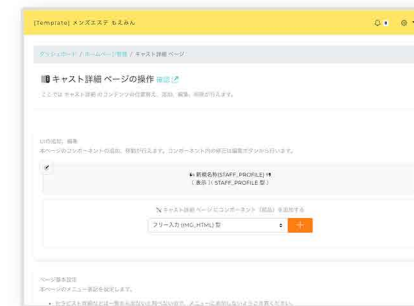 [Template] メンズエステ もえみん
ダッシュボード / ホームページ管理 / キャスト詳細 ページ
キャスト詳細 ページの操作 確認
ここでは キャスト詳細 のコンテンツの位置替え、追加、編集、削除が行えます。
UIの追加、編集
本ページのコンポーネントの追加、移動が行えます。コンポーネント内の修正は編集ボタンから行います。
新規名称(STAFF_PROFILE)
( 表示 )( STAFF_PROFILE 型 )
キャスト詳細 ページ にコンポーネント（部品）を追加する
フリー入力 (IMG_HTML) 型
ページ基本設定
本ページのメニュー表記を設定します。